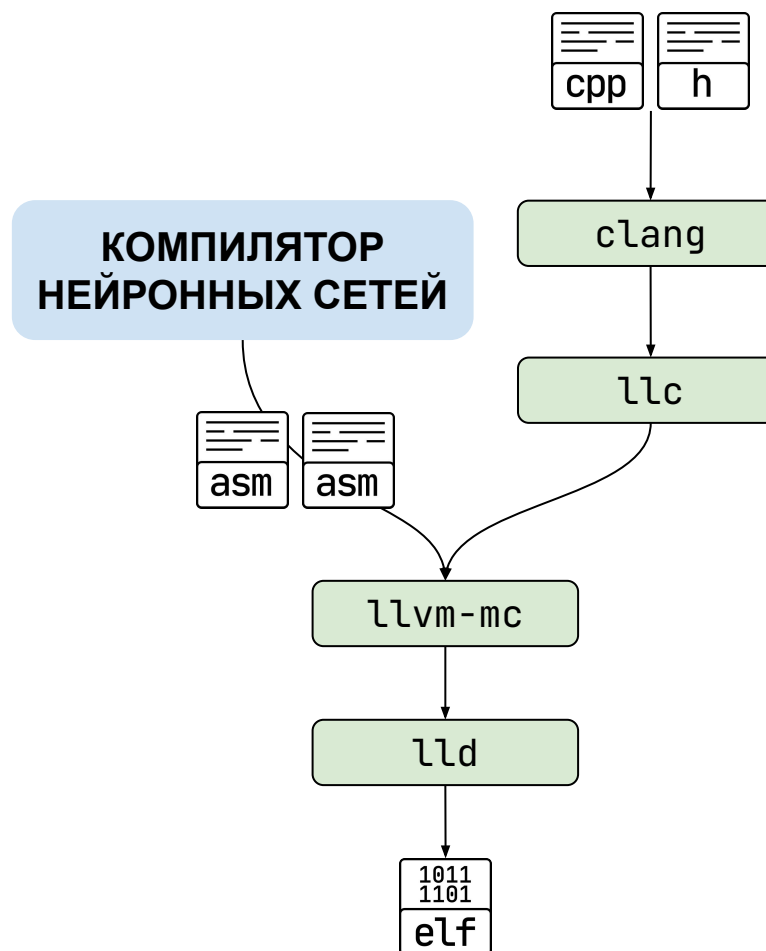 cpp
h
КОМПИЛЯТОР
НЕЙРОННЫХ СЕТЕЙ
clang
llc
asm
asm
llvm-mc
lld
1011
1101
elf